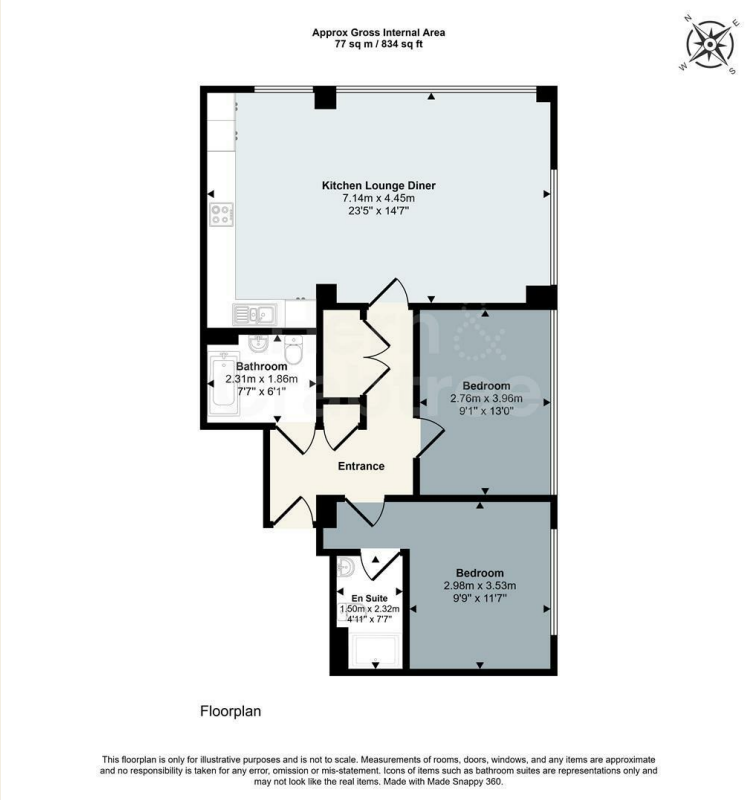 Approx Gross Internal Area
77 sq m / 834 sq ft
N
E
W
S
Kitchen Lounge Diner
7.14m x 4.45m
23'5" x 14'7"
Bathroom
2.31m x 1.86m
7'7" x 6'1"
Bedroom
2.76m x 3.96m
9'1" x 13'0"
Entrance
Bedroom
2.98m x 3.53m
9'9" x 11'7"
En Suite
1.50m x 2.32m
4'11" x 7'7"
Floorplan
This floorplan is only for illustrative purposes and is not to scale. Measurements of rooms, doors, windows, and any items are approximate
and no responsibility is taken for any error, omission or mis-statement. Icons of items such as bathroom suites are representations only and
may not look like the real items. Made with Made Snappy 360.